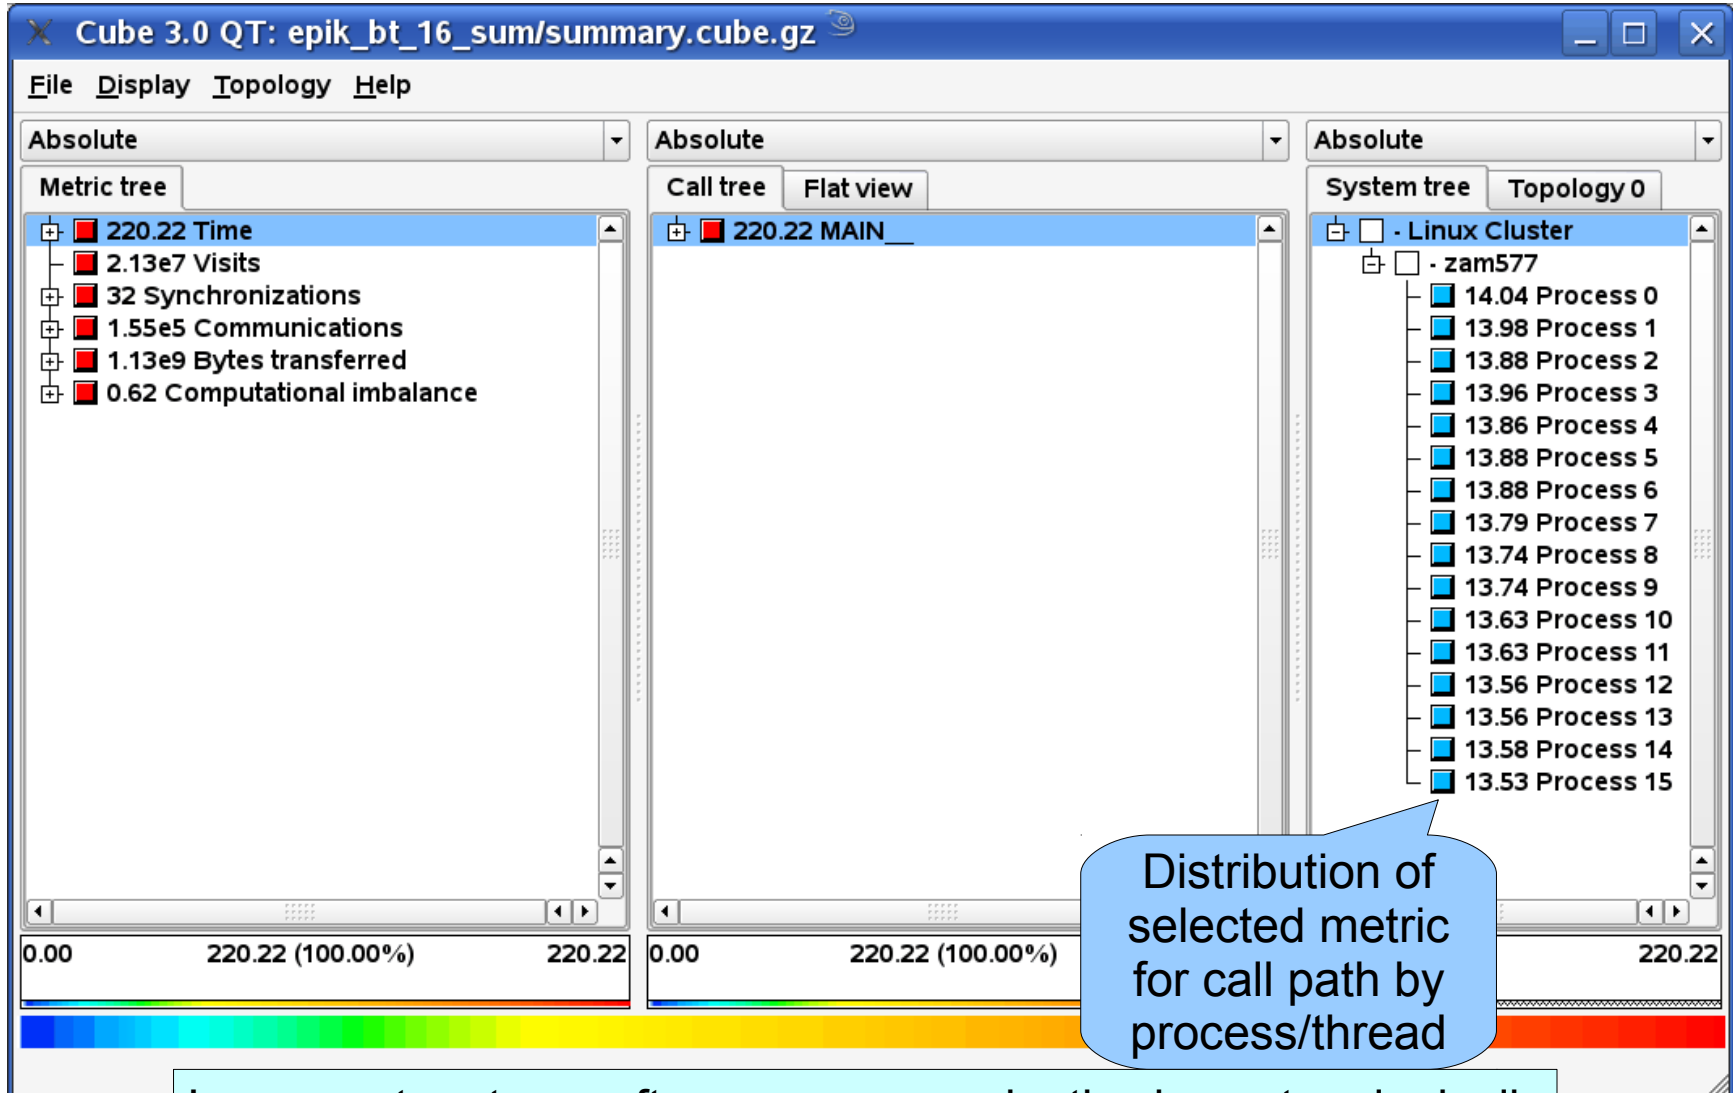 Cube 3.0 QT: epik_bt_16_sum/summary.cube.gz
File Display Topology Help
Absolute
Metric tree
220.22 Time
2.13e7 Visits
32 Synchronizations
1.55e5 Communications
1.13e9 Bytes transferred
0.62 Computational imbalance
0.00 220.22 (100.00%) 220.22
Absolute
Call tree Flat view
220.22 MAIN__
0.00 220.22 (100.00%)
Absolute
System tree Topology 0
- Linux Cluster
- zam577
14.04 Process 0
13.98 Process 1
13.88 Process 2
13.96 Process 3
13.86 Process 4
13.88 Process 5
13.88 Process 6
13.79 Process 7
13.74 Process 8
13.74 Process 9
13.63 Process 10
13.63 Process 11
13.56 Process 12
13.56 Process 13
13.58 Process 14
13.53 Process 15
220.22
Distribution of
selected metric
for call path by
process/thread